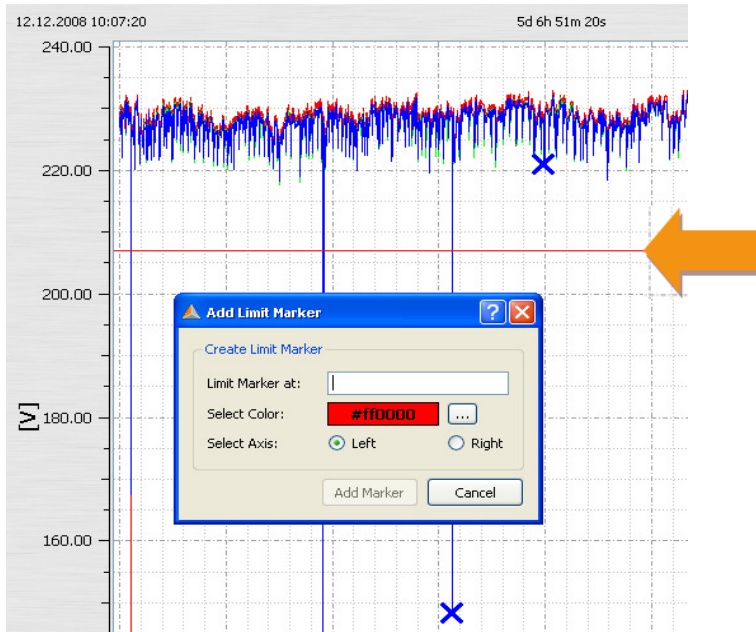 12.12.2008 10:07:20 5d 6h 51m 20s
240.00
220.00
200.00
[V]
180.00
160.00
Add Limit Marker
Create Limit Marker
Limit Marker at:
Select Color: #ff0000 ...
Select Axis: Left Right
Add Marker Cancel